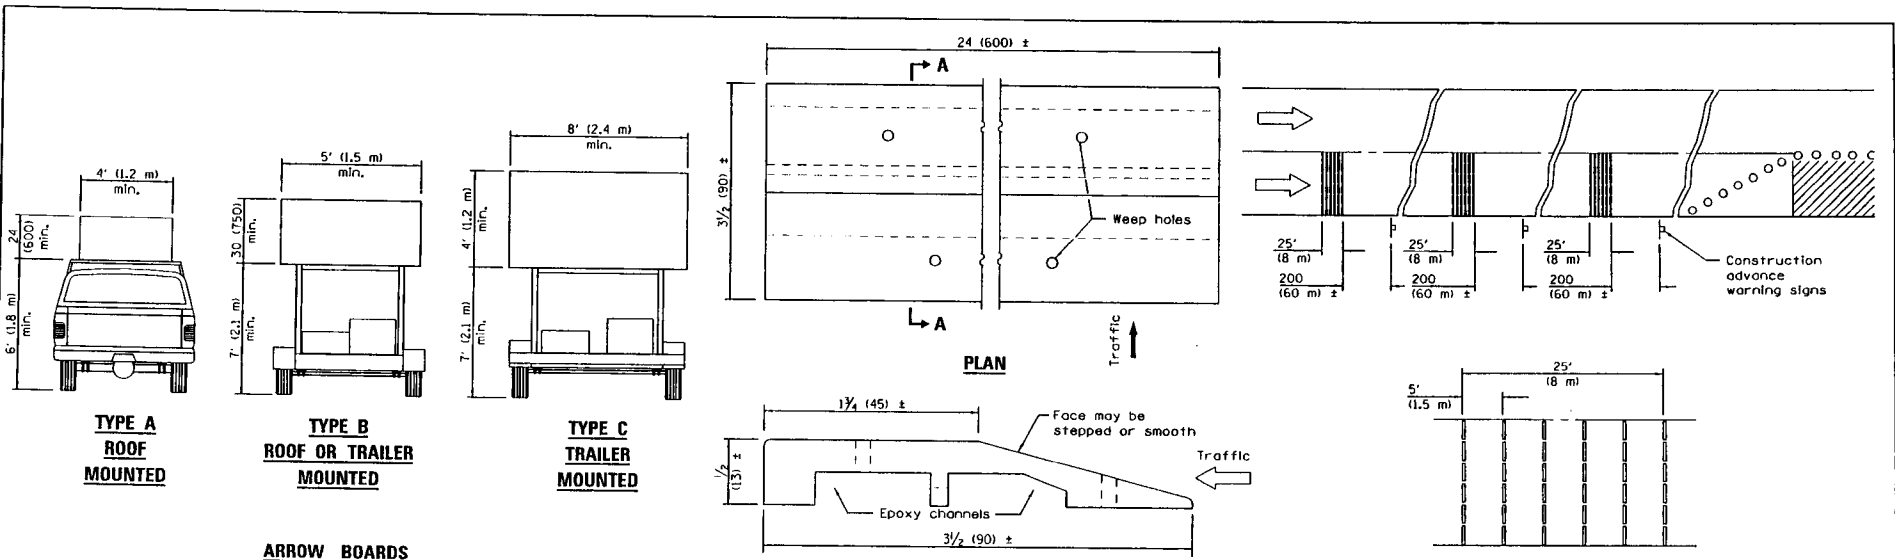 4' (1.2 m)
min.
24
(600)
min.
6' (1.8 m)
min.
TYPE A
ROOF
MOUNTED
5' (1.5 m)
min.
30 (750)
min.
7' (2.1 m)
min.
TYPE B
ROOF OR TRAILER
MOUNTED
8' (2.4 m)
min.
4' (1.2 m)
min.
7' (2.1 m)
min.
TYPE C
TRAILER
MOUNTED
ARROW BOARDS
24 (600) ±
A
3½ (90) ±
Weep holes
A
PLAN
Traffic
1¾ (45) ±
Face may be
stepped or smooth
½
(13) ±
Traffic
Epoxy channels
3½ (90) ±
25'
(8 m)
200
(60 m) ±
25'
(8 m)
200
(60 m) ±
25'
(8 m)
200
(60 m) ±
Construction
advance
warning signs
25'
(8 m)
5'
(1.5 m)